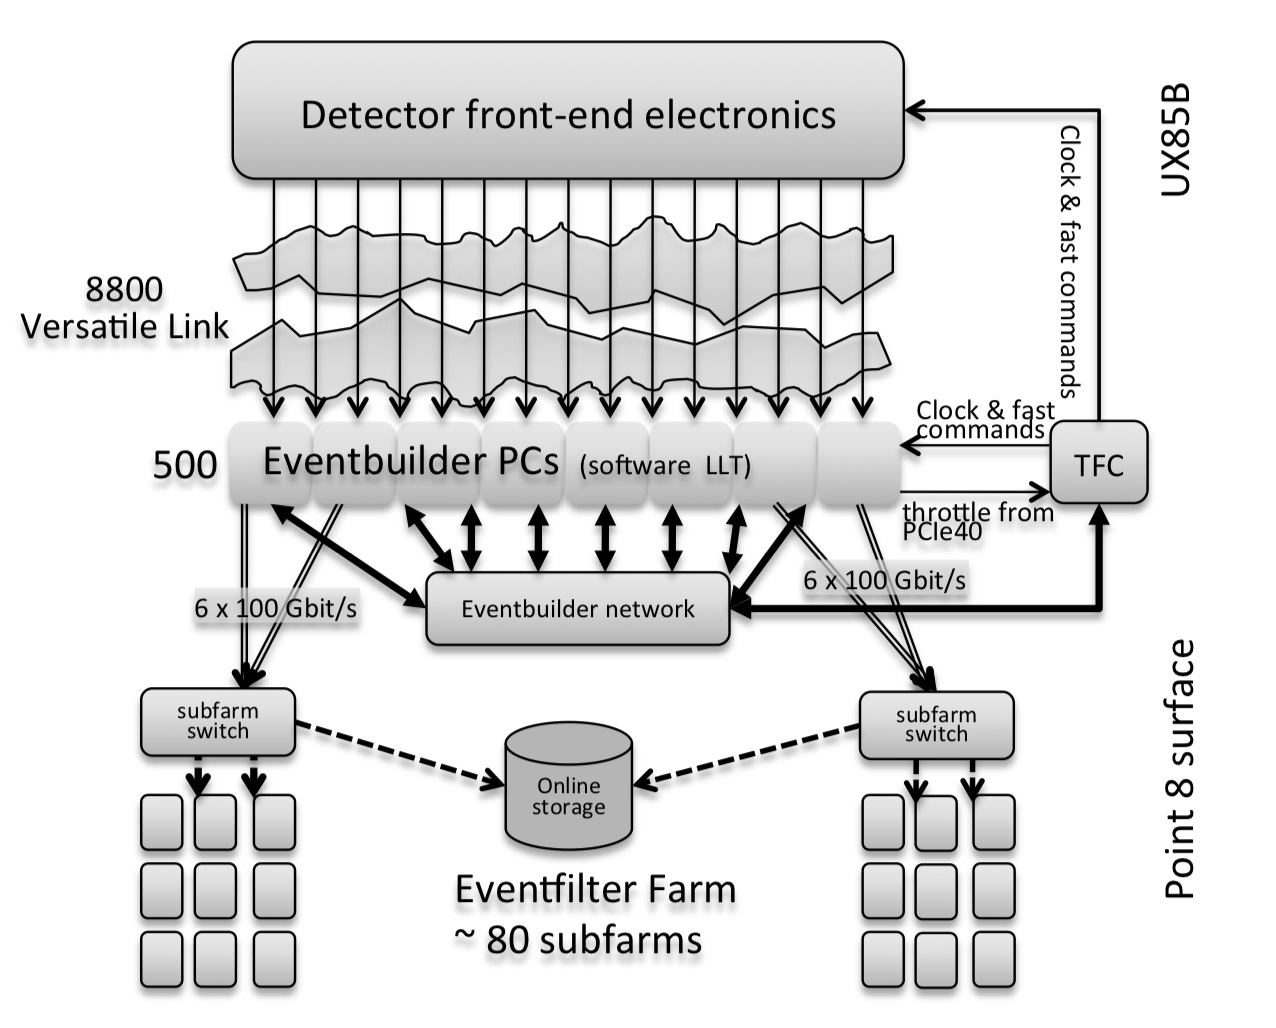 Detector front-end electronics
UX85B
Clock & fast commands
8800
Versatile Link
Clock & fast
commands
500
Eventbuilder PCs (software LLT)
TFC
throttle from
PCIe40
6 x 100 Gbit/s
6 x 100 Gbit/s
Eventbuilder network
Point 8 surface
subfarm
switch
subfarm
switch
Online
storage
Eventfilter Farm
~ 80 subfarms